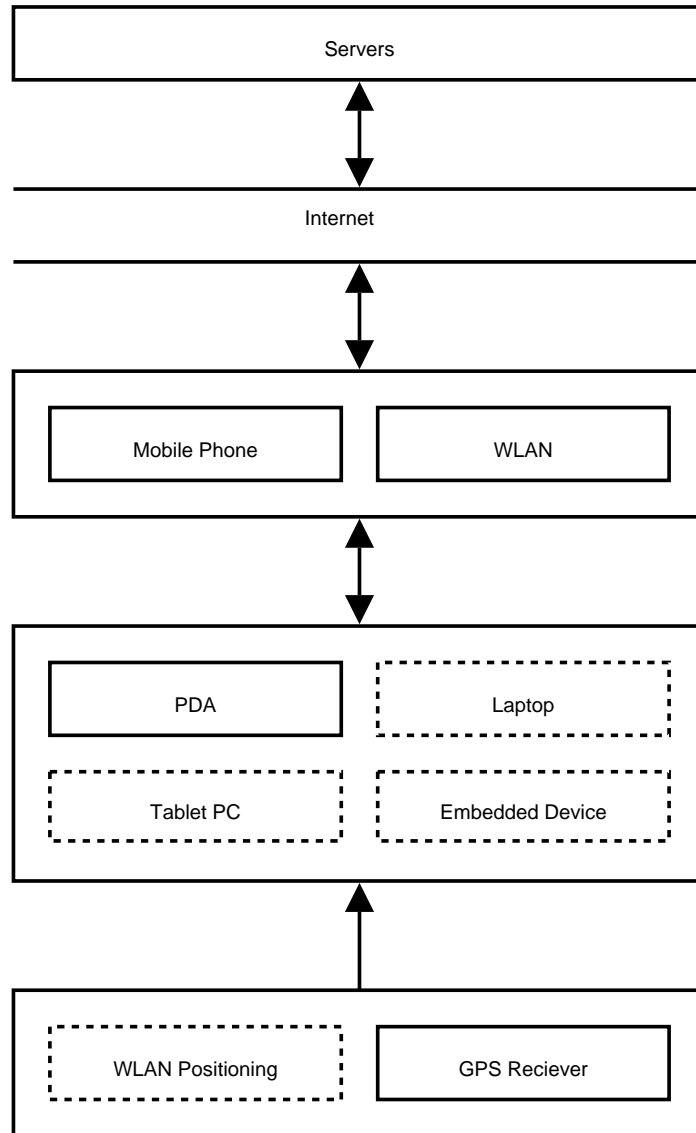 Servers
Internet
Mobile Phone
WLAN
PDA
Laptop
Tablet PC
Embedded Device
WLAN Positioning
GPS Reciever